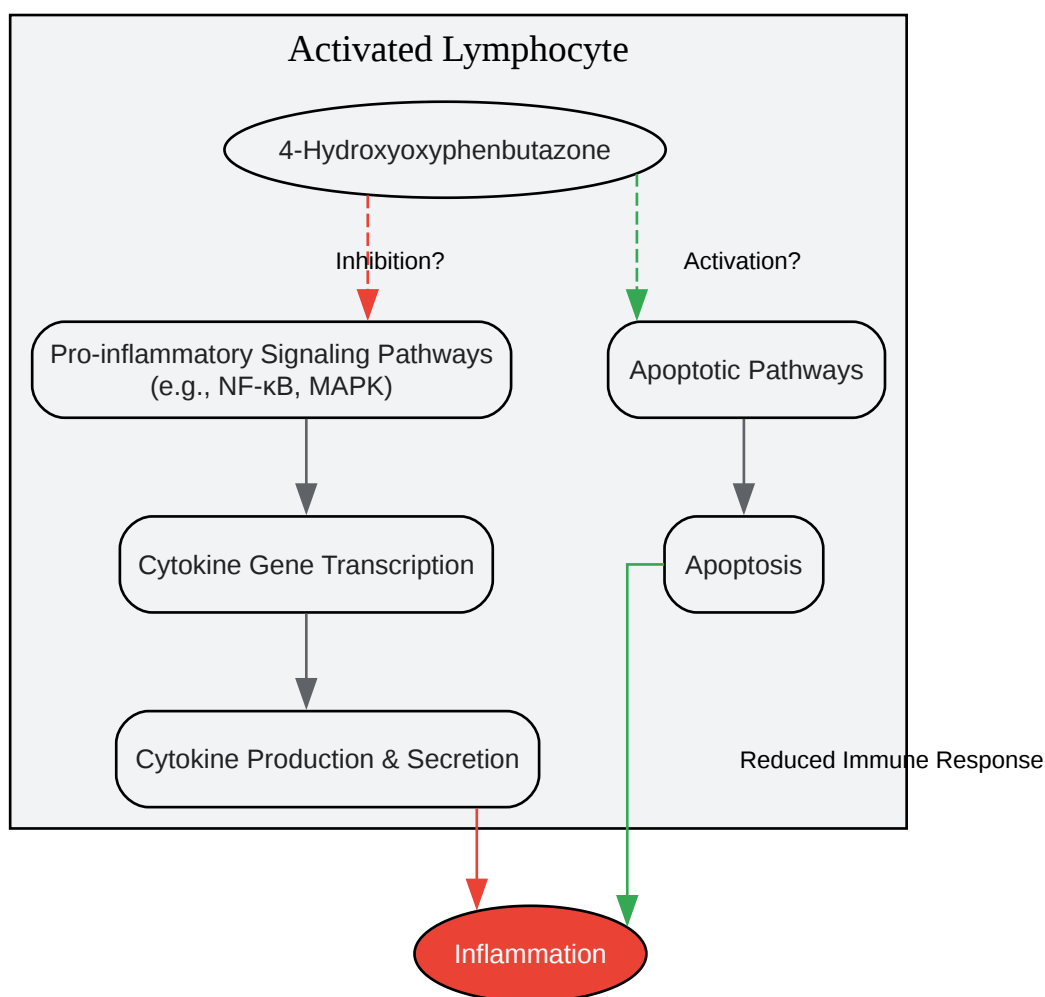 Activated Lymphocyte
4-Hydroxyoxyphenbutazone
Inhibition?
Activation?
Pro-inflammatory Signaling Pathways
(e.g., NF-κB, MAPK)
Apoptotic Pathways
Cytokine Gene Transcription
Apoptosis
Cytokine Production & Secretion
Reduced Immune Response
Inflammation